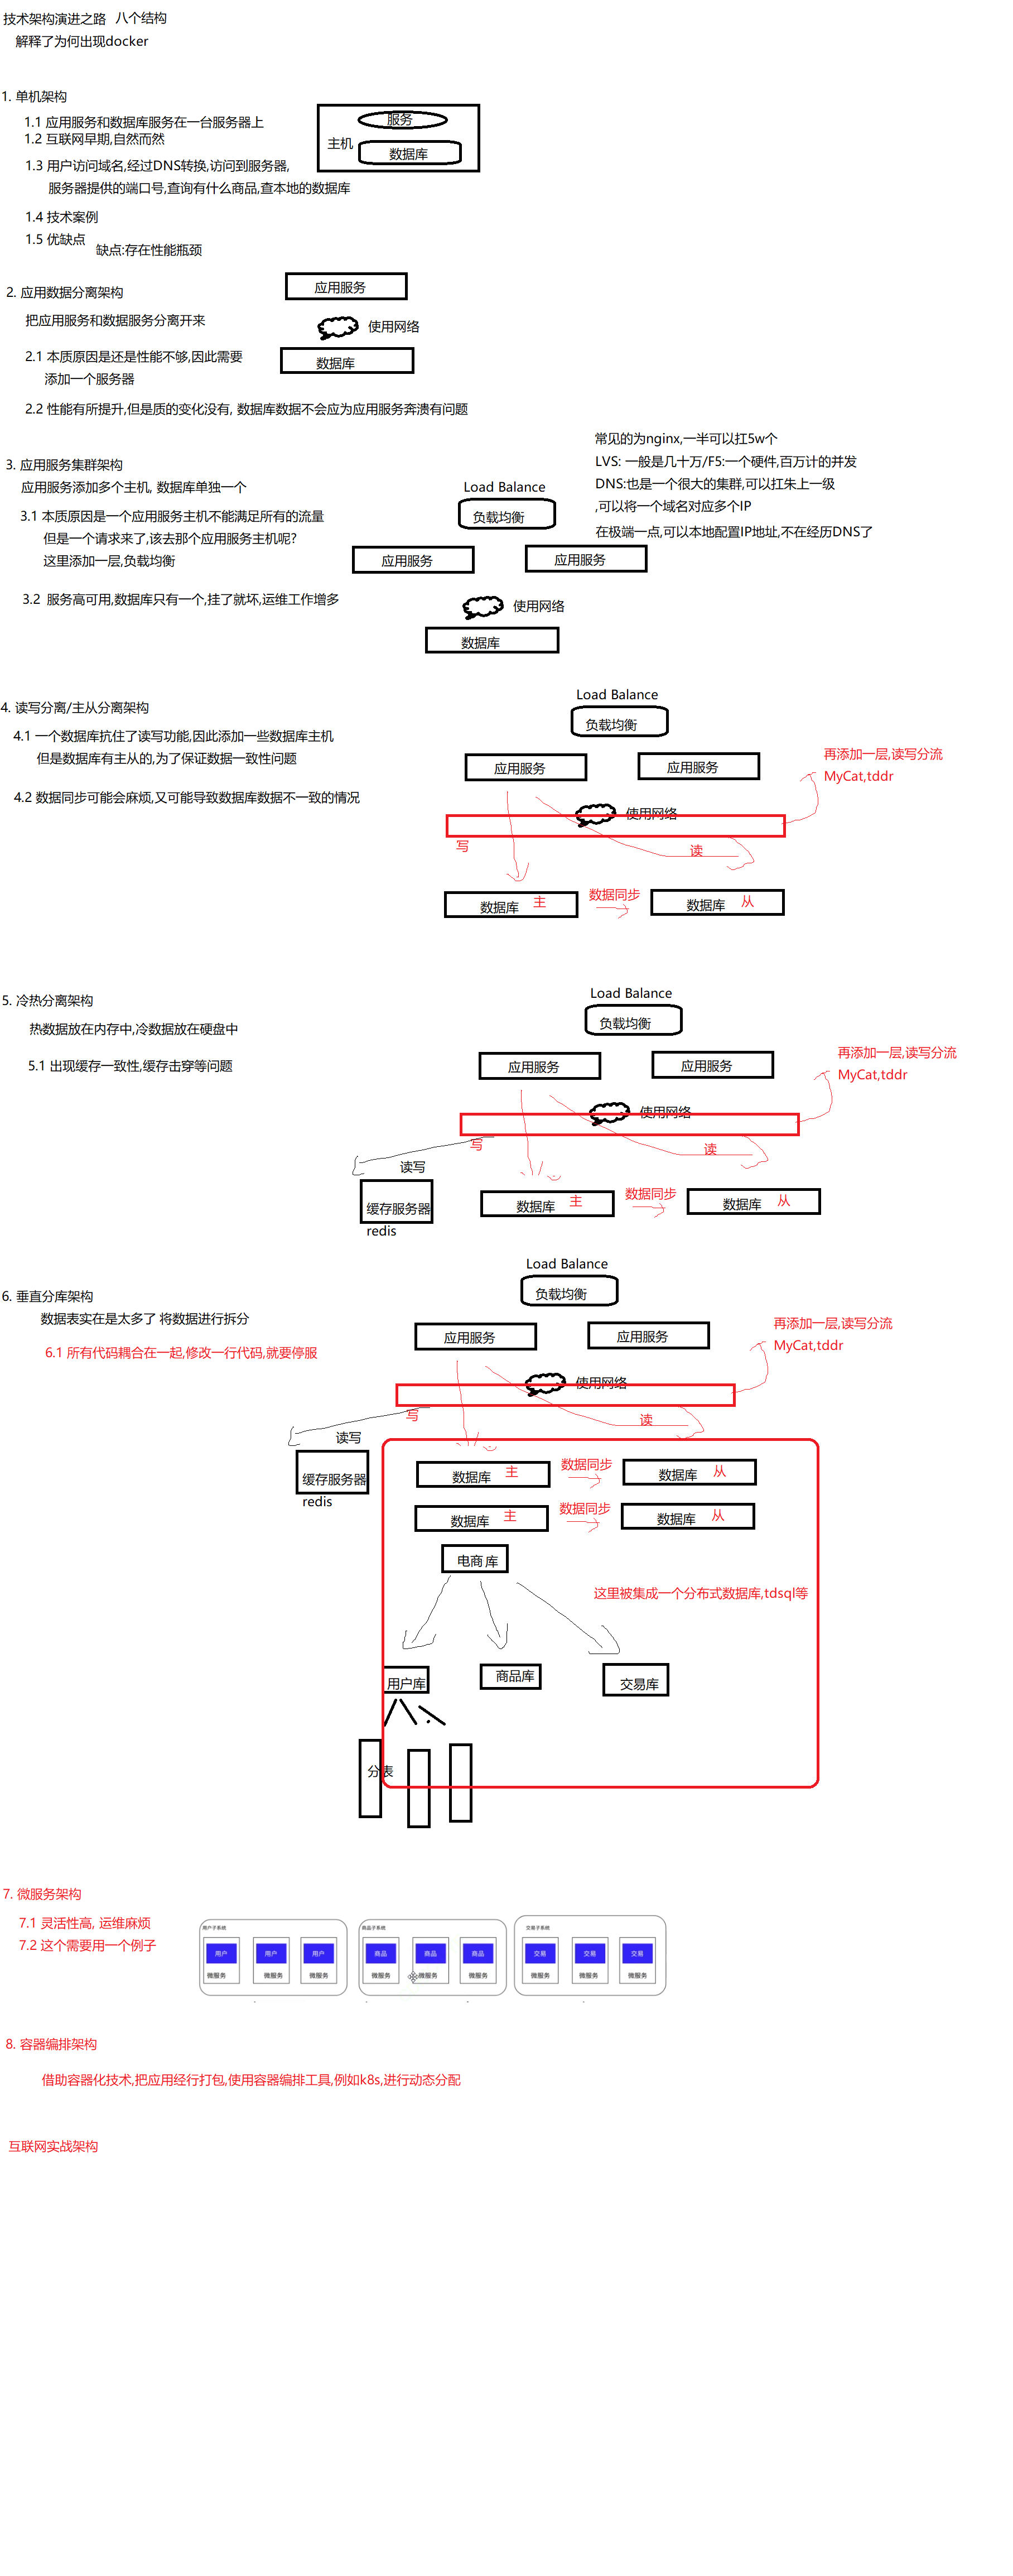 技术架构演进之路 八个结构
解释了为何出现docker
1. 单机架构
1.1 应用服务和数据库服务在一台服务器上
1.2 互联网早期,自然而然
1.3 用户访问域名,经过DNS转换,访问到服务器,
服务器提供的端口号,查询有什么商品,查本地的数据库
1.4 技术案例
1.5 优缺点
缺点:存在性能瓶颈
服务
主机
数据库
2. 应用数据分离架构
把应用服务和数据服务分离开来
2.1 本质原因是还是性能不够,因此需要
添加一个服务器
2.2 性能有所提升,但是质的变化没有, 数据库数据不会应为应用服务奔溃有问题
应用服务
使用网络
数据库
3. 应用服务集群架构
应用服务添加多个主机, 数据库单独一个
3.1 本质原因是一个应用服务主机不能满足所有的流量
但是一个请求来了,该去那个应用服务主机呢?
这里添加一层,负载均衡
3.2 服务高可用,数据库只有一个,挂了就坏,运维工作增多
常见的为nginx,一半可以扛5w个
LVS: 一般是几十万/F5:一个硬件,百万计的并发
DNS:也是一个很大的集群,可以扛朱上一级
,可以将一个域名对应多个IP
在极端一点,可以本地配置IP地址,不在经历DNS了
Load Balance
负载均衡
应用服务
应用服务
使用网络
数据库
4. 读写分离/主从分离架构
4.1 一个数据库抗住了读写功能,因此添加一些数据库主机
但是数据库有主从的,为了保证数据一致性问题
4.2 数据同步可能会麻烦,又可能导致数据库数据不一致的情况
Load Balance
负载均衡
应用服务
应用服务
再添加一层,读写分流
MyCat,tddr
使用网络
写
读
数据库 主
数据同步
数据库 从
5. 冷热分离架构
热数据放在内存中,冷数据放在硬盘中
5.1 出现缓存一致性,缓存击穿等问题
Load Balance
负载均衡
应用服务
应用服务
再添加一层,读写分流
MyCat,tddr
使用网络
写
读
读写
缓存服务器
redis
数据库 主
数据同步
数据库 从
6. 垂直分库架构
数据表实在是太多了 将数据进行拆分
6.1 所有代码耦合在一起,修改一行代码,就要停服
Load Balance
负载均衡
应用服务
应用服务
再添加一层,读写分流
MyCat,tddr
使用网络
写
读
读写
缓存服务器
redis
数据库 主
数据同步
数据库 从
数据库 主
数据同步
数据库 从
电商 库
这里被集成一个分布式数据库,tdsql等
用户库
商品库
交易库
分表
7. 微服务架构
7.1 灵活性高, 运维麻烦
7.2 这个需要用一个例子
用户子系统
用户 用户 用户
微服务 微服务 微服务
商品子系统
商品 商品 商品
微服务 微服务 微服务
交易子系统
交易 交易 交易
微服务 微服务 微服务
8. 容器编排架构
借助容器化技术,把应用经行打包,使用容器编排工具,例如k8s,进行动态分配
互联网实战架构